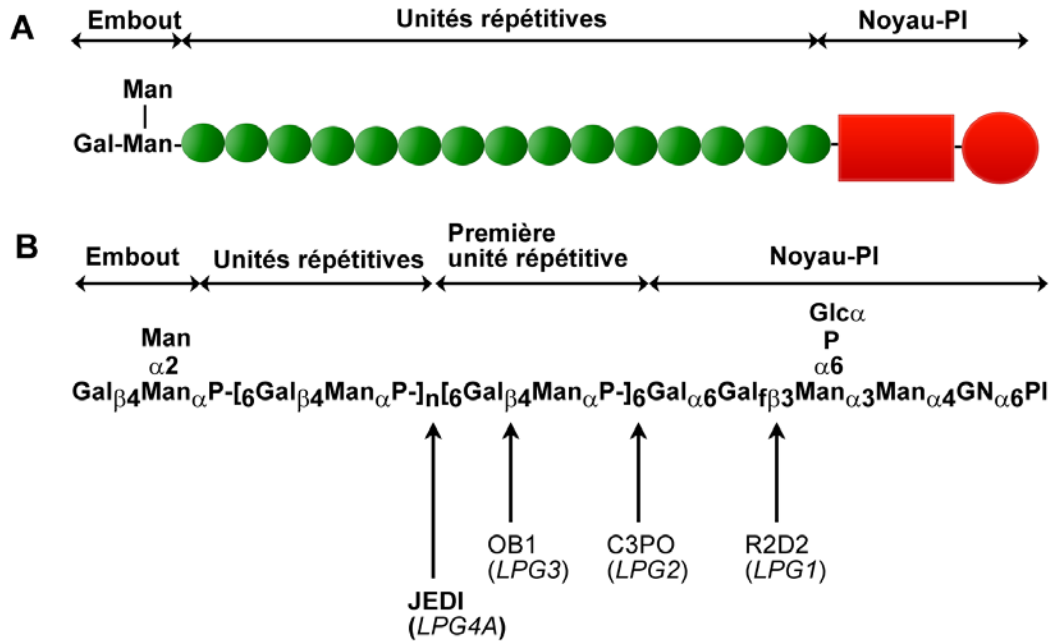 A
Embout
Unités répétitives
Noyau-PI
Man
Gal-Man-
B
Embout
Unités répétitives
Première
unité répétitive
Noyau-PI
Man
α2
Glcα
P
α6
Galβ4ManαP-[6Galβ4ManαP-]n[6Galβ4ManαP-]6Galα6Galfβ3Manα3Manα4GNα6PI
JEDI
(LPG4A)
OB1
(LPG3)
C3PO
(LPG2)
R2D2
(LPG1)